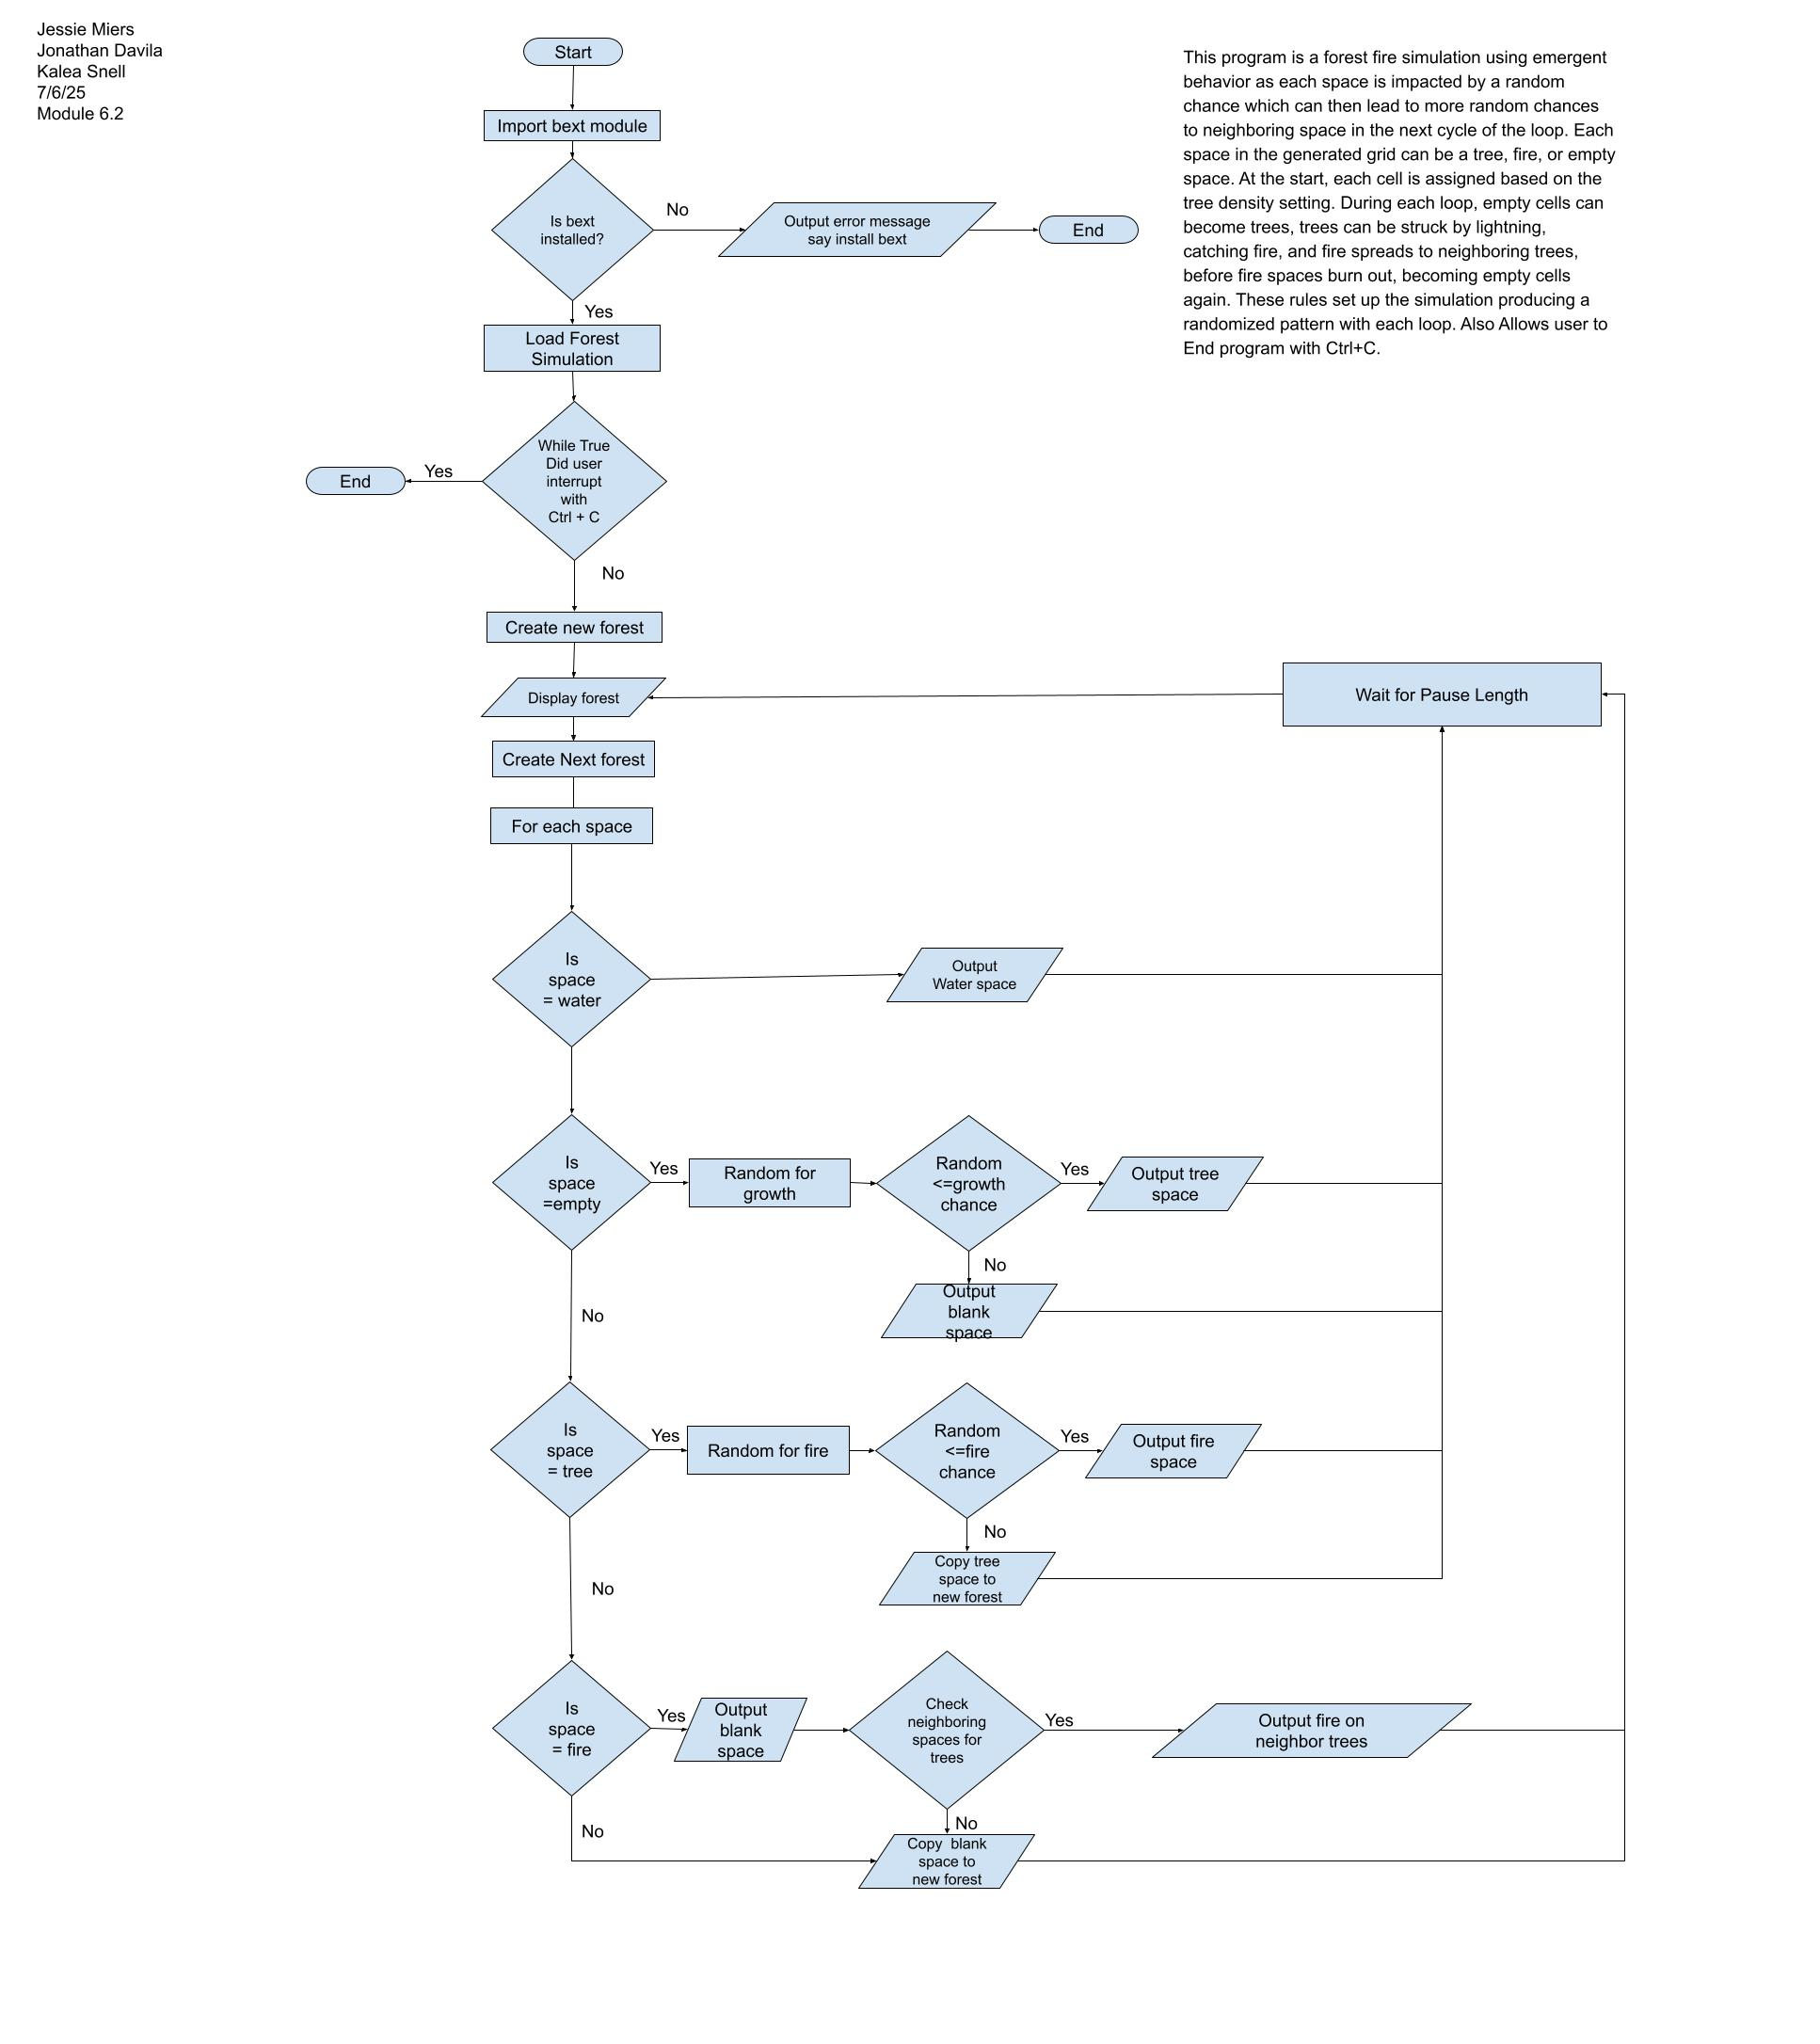 Jessie Miers
Jonathan Davila
Kalea Snell
7/6/25
Module 6.2
This program is a forest fire simulation using emergent
behavior as each space is impacted by a random
chance which can then lead to more random chances
to neighboring space in the next cycle of the loop. Each
space in the generated grid can be a tree, fire, or empty
space. At the start, each cell is assigned based on the
tree density setting. During each loop, empty cells can
become trees, trees can be struck by lightning,
catching fire, and fire spreads to neighboring trees,
before fire spaces burn out, becoming empty cells
again. These rules set up the simulation producing a
randomized pattern with each loop. Also Allows user to
End program with Ctrl+C.
Start
Import bext module
Is bext
installed?
No
Output error message
say install bext
End
Yes
Load Forest
Simulation
While True
Did user
interrupt
with
Ctrl + C
Yes
End
No
Create new forest
Display forest
Wait for Pause Length
Create Next forest
For each space
Is
space
= water
Output
Water space
Is
space
=empty
Yes
Random for
growth
Random
<=growth
chance
Yes
Output tree
space
No
Output
blank
space
No
Is
space
= tree
Yes
Random for fire
Random
<=fire
chance
Yes
Output fire
space
No
Copy tree
space to
new forest
No
Is
space
= fire
Yes
Output
blank
space
Check
neighboring
spaces for
trees
Yes
Output fire on
neighbor trees
No
No
Copy blank
space to
new forest